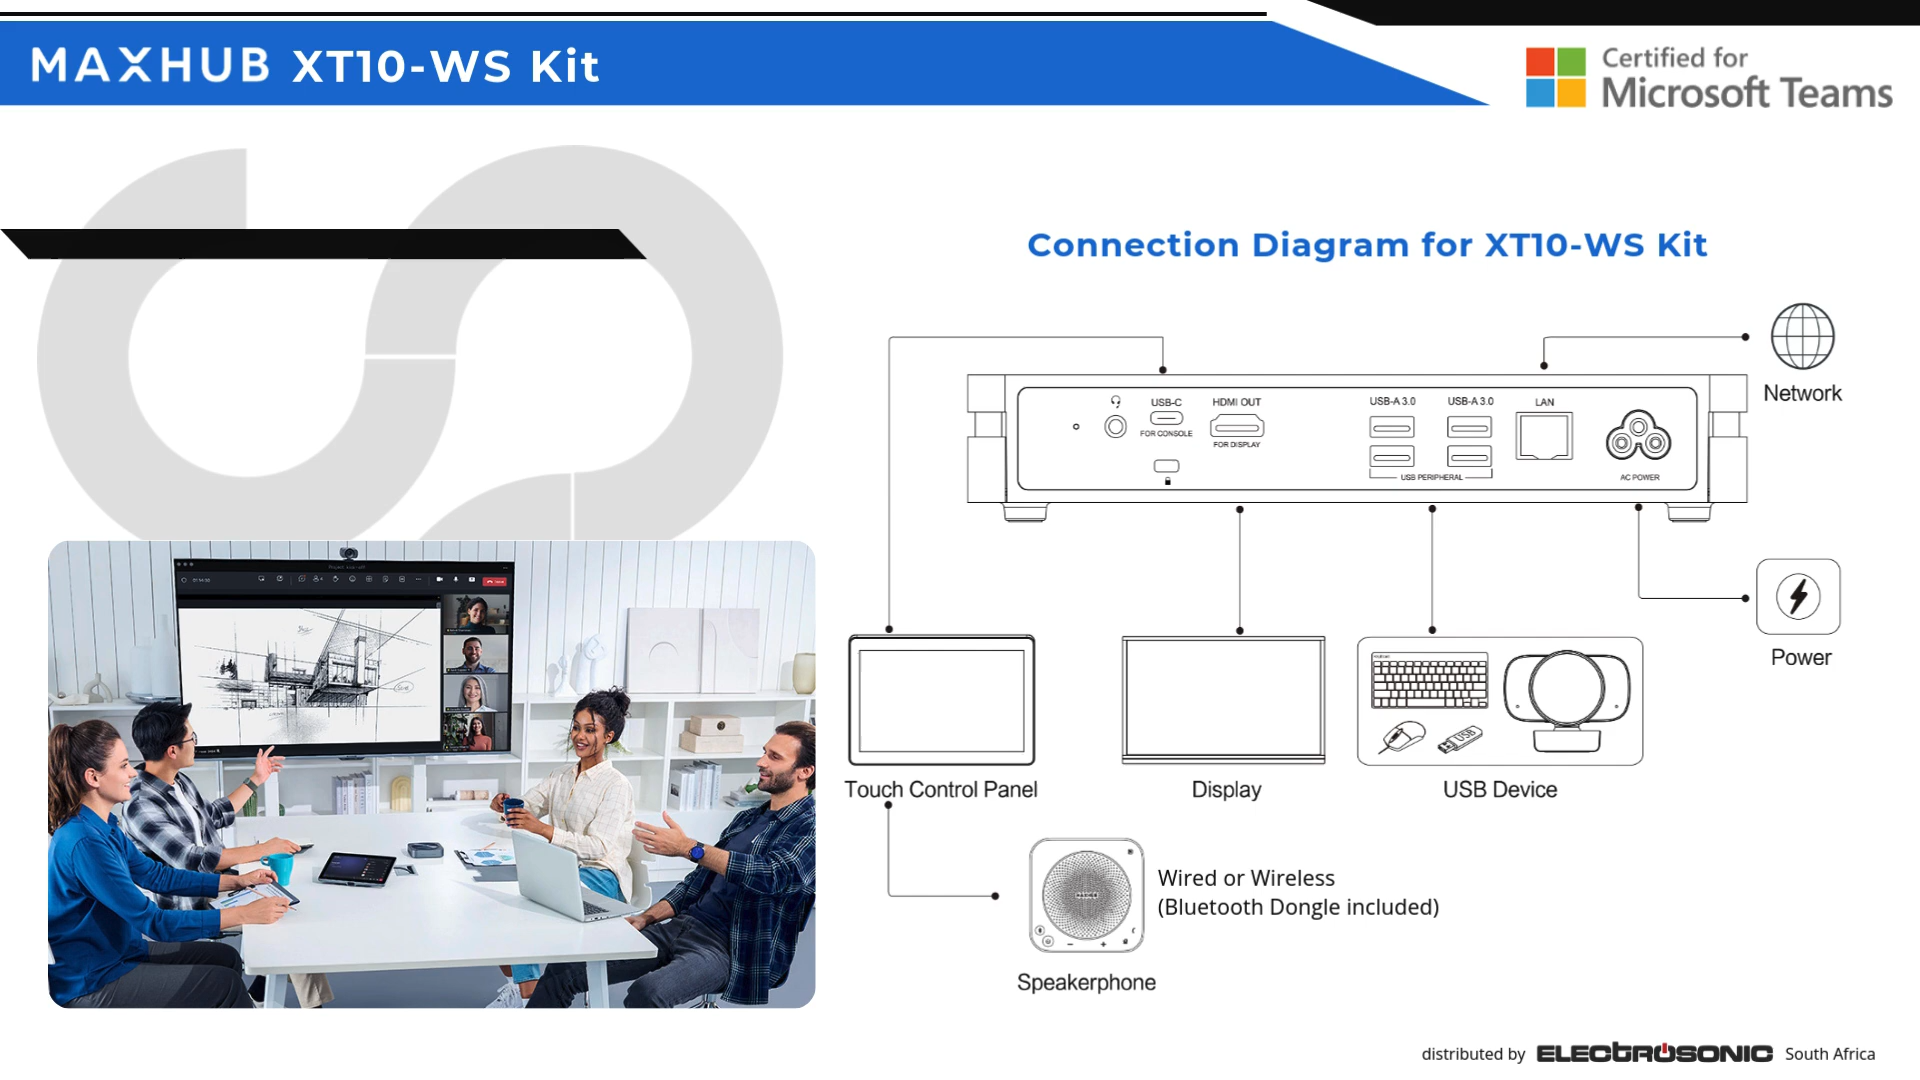 MAXHUB XT10-WS Kit
Certified for
Microsoft Teams
Connection Diagram for XT10-WS Kit
Network
USB-C
HDMI OUT
USB-A 3.0
USB-A 3.0
LAN
FOR CONSOLE
FOR DISPLAY
USB PERIPHERAL
AC POWER
Power
USB
Touch Control Panel
Display
USB Device
Wired or Wireless
(Bluetooth Dongle included)
Speakerphone
distributed by ELECTROSONIC South Africa